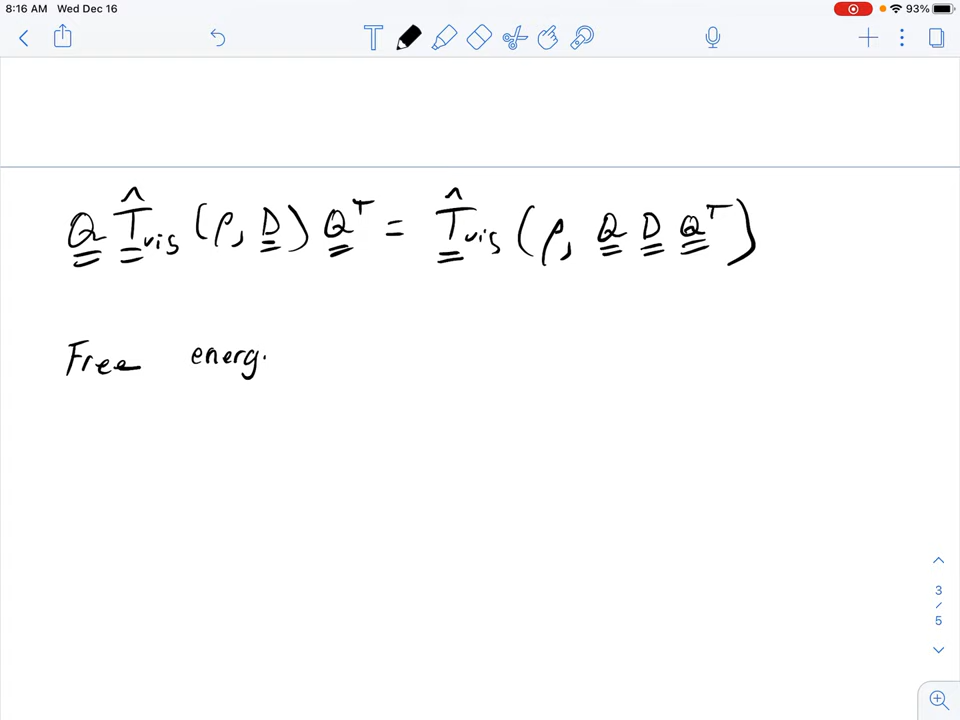 8:16 AM Wed Dec 16
93%
Q T̂vis (ρ, D) Qᵀ = T̂vis (ρ, Q D Qᵀ)
Free energ
3
/
5